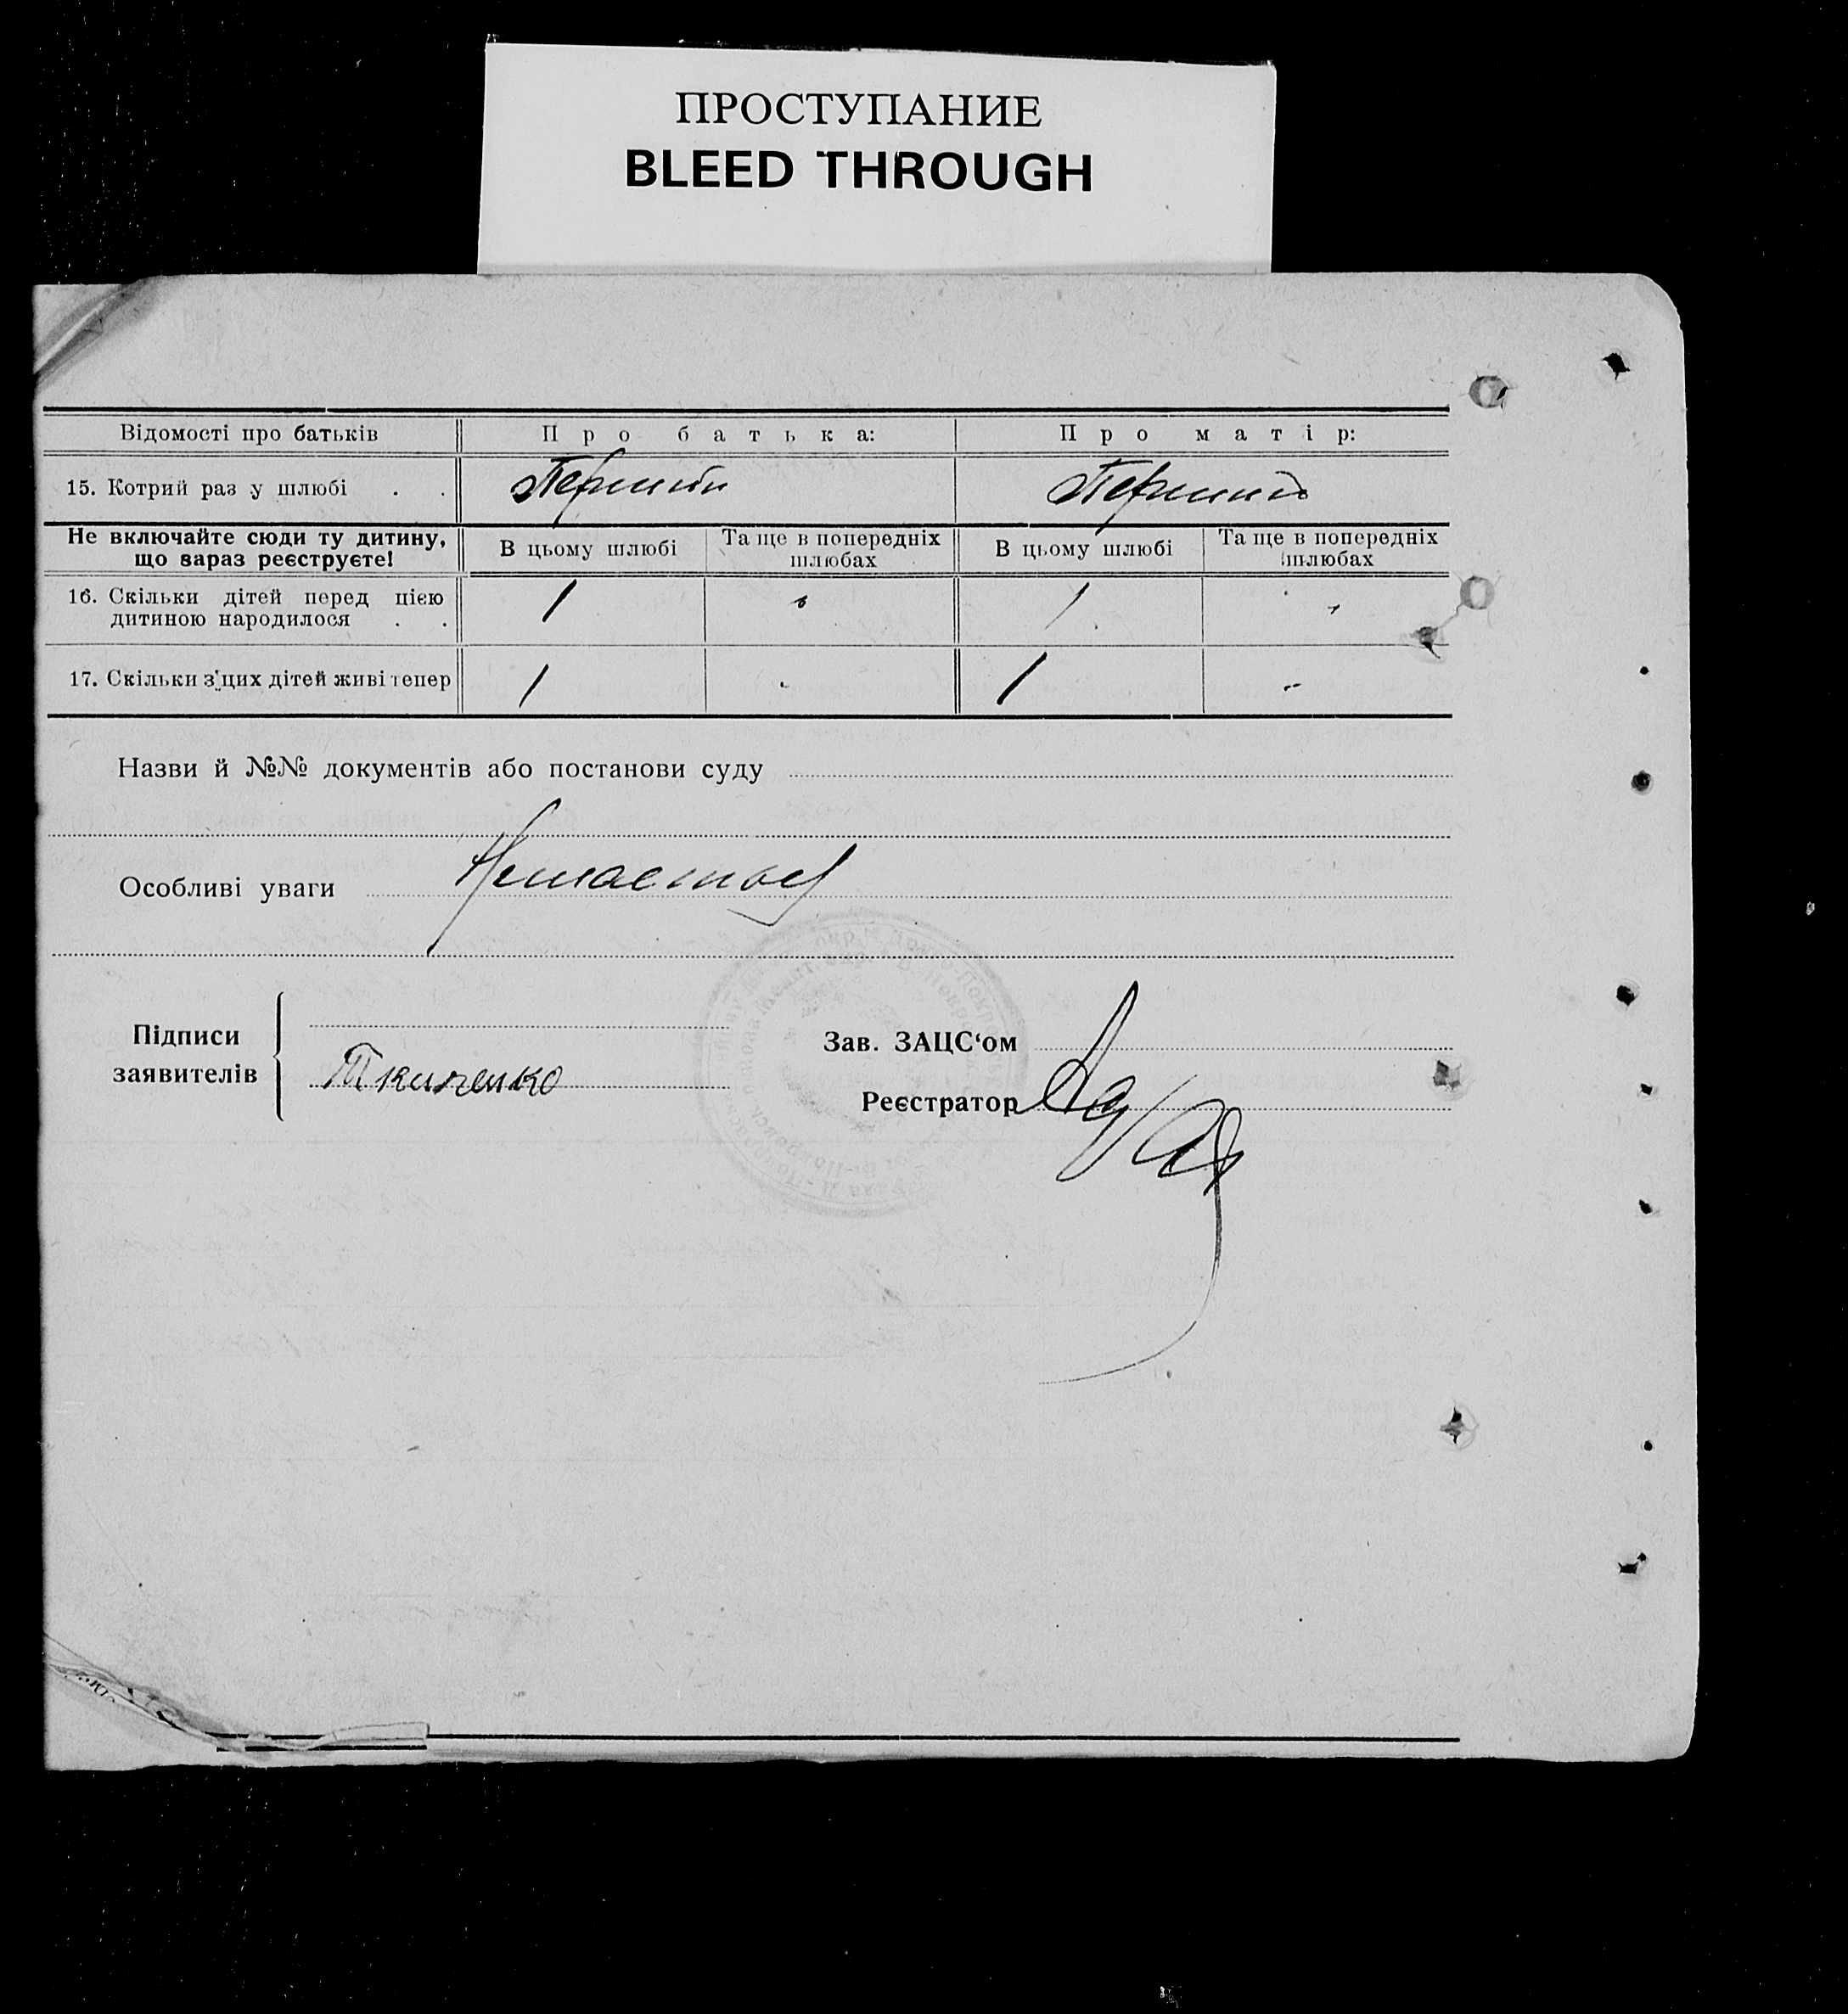 ПРОСТУПАНИЕ
BLEED THROUGH
Відомості про батьків Про батька: Про матір:
15. Котрий раз у шлюбі . . Перший Перший
Не включайте сюди ту дитину, що зараз реєструєте! В цьому шлюбі Та ще в попередніх шлюбах В цьому шлюбі Та ще в попередніх шлюбах
16. Скільки дітей перед цією дитиною народилося . . 1 1
17. Скільки з'цих дітей живі тепер 1 - 1 -
Назви й №№ документів або постанови суду
Особливі уваги
Підписи заявителів
Зав. ЗАЦС‘ом
Реєстратор